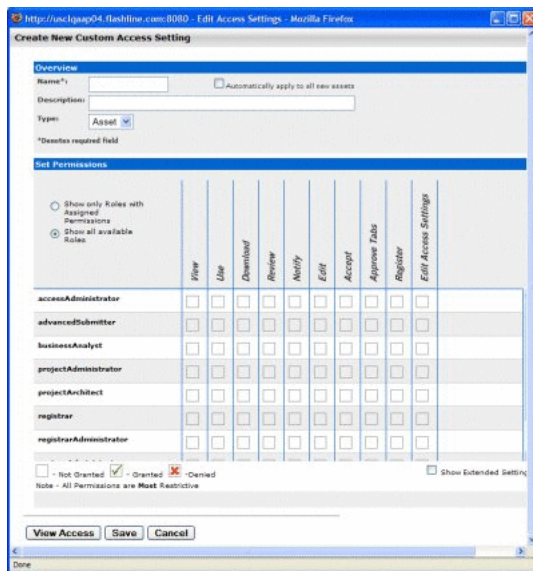 http://usclqaap04.flashline.com:8080 - Edit Access Settings - Mozilla Firefox
Create New Custom Access Setting
Overview
Name*:
Automatically apply to all new assets
Description:
Type:
Asset
*Denotes required field
Set Permissions
Show only Roles with
Assigned
Permissions
Show all available
Roles
View
Use
Download
Review
Notify
Edit
Accept
Approve Tabs
Register
Edit Access Settings
accessAdministrator
advancedSubmitter
businessAnalyst
projectAdministrator
projectArchitect
registrar
registrarAdministrator
- Not Granted - Granted -Denied
Show Extended Setting
Note - All Permissions are Most Restrictive
View Access Save Cancel
Done